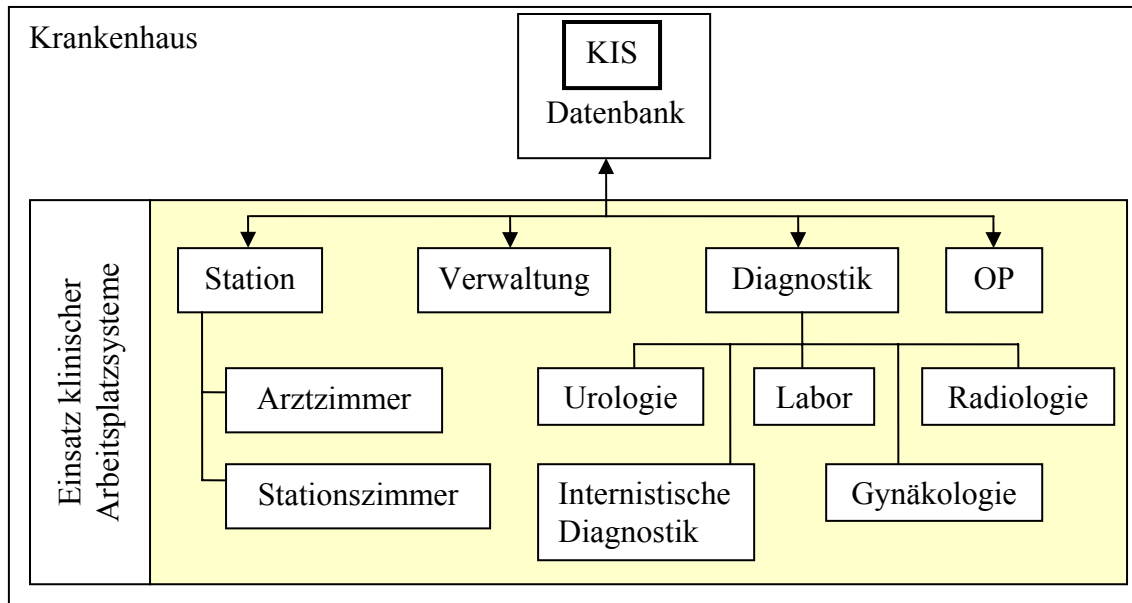 Krankenhaus
KIS
Datenbank
Einsatz klinischer
Arbeitsplatzsysteme
Station
Verwaltung
Diagnostik
OP
Arztzimmer
Stationszimmer
Urologie
Labor
Radiologie
Internistische
Diagnostik
Gynäkologie